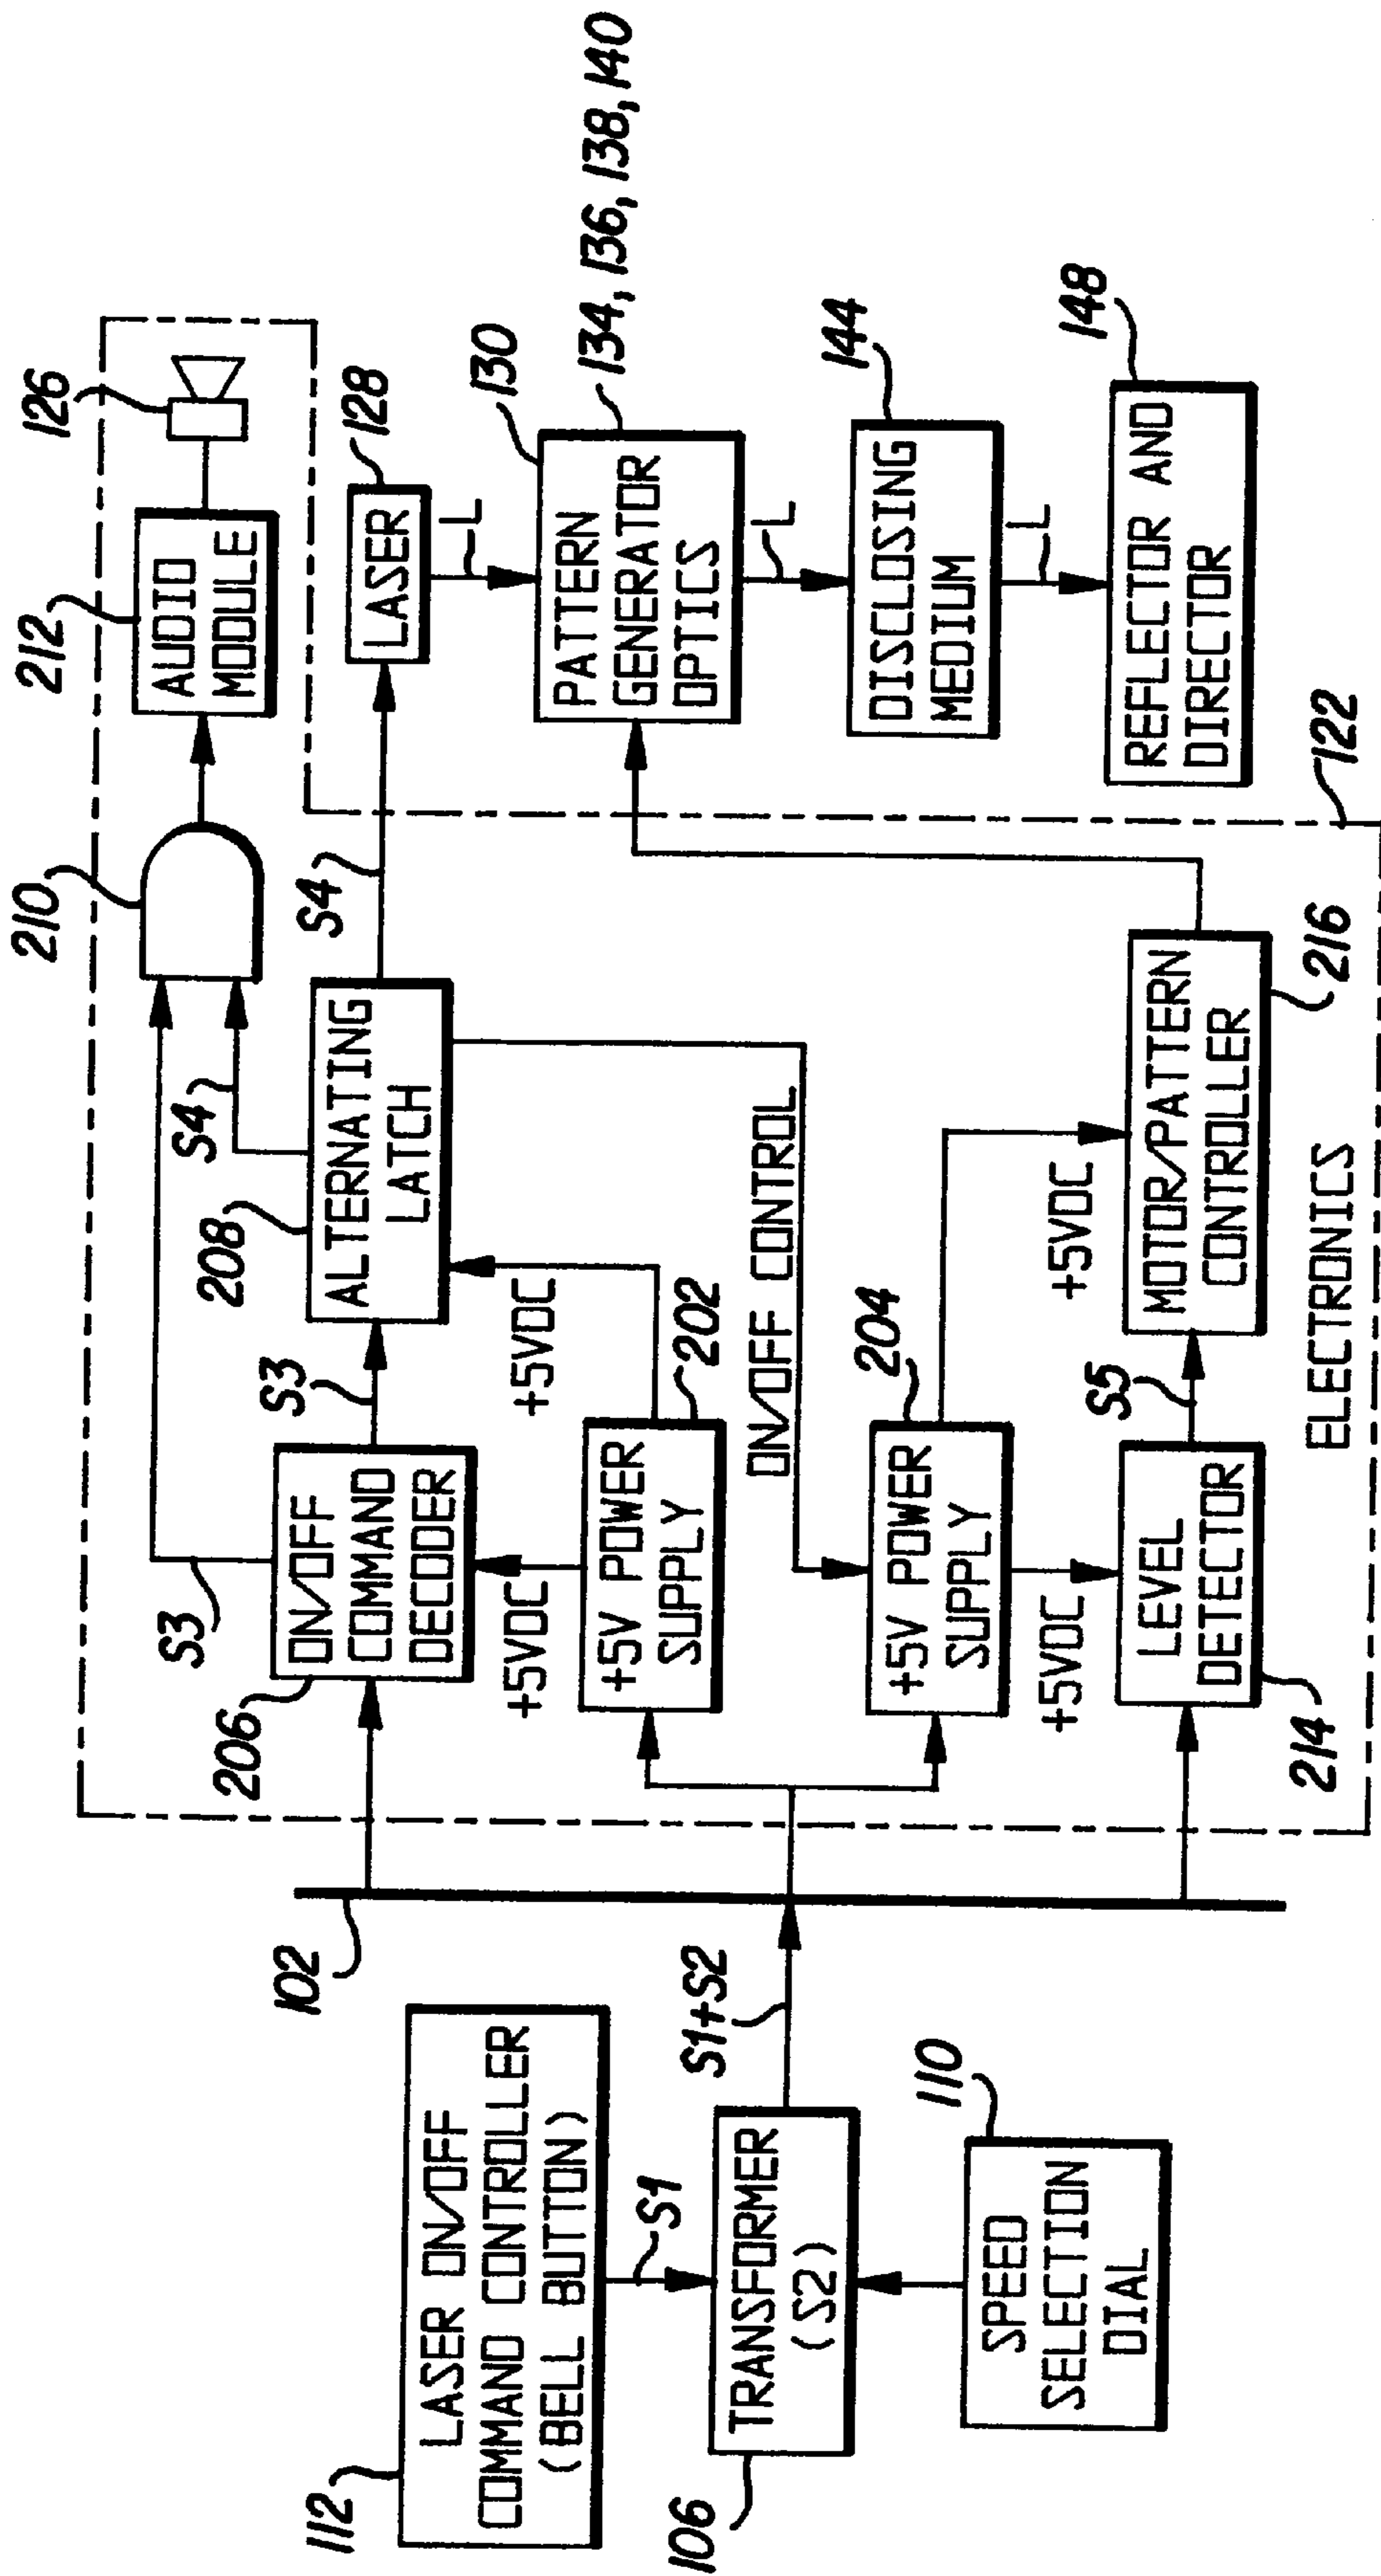 112
LASER ON/OFF
COMMAND CONTROLLER
(BELL BUTTON)
S1
106
TRANSFORMER
(S2)
110
SPEED
SELECTION
DIAL
S1+S2
102
206
ON/OFF
COMMAND
DECODER
S3
S3
+5VDC
+5V POWER
SUPPLY
202
+5VDC
208
ALTERNATING
LATCH
S4
S4
210
212
AUDIO
MODULE
126
ON/OFF CONTROL
204
+5V POWER
SUPPLY
+5VDC
+5VDC
LEVEL
DETECTOR
214
S5
MOTOR/PATTERN
CONTROLLER
216
ELECTRONICS
122
LASER
128
L
130
PATTERN
GENERATOR
OPTICS
134, 136, 138, 140
L
DISCLOSING
MEDIUM
144
L
REFLECTOR AND
DIRECTOR
148